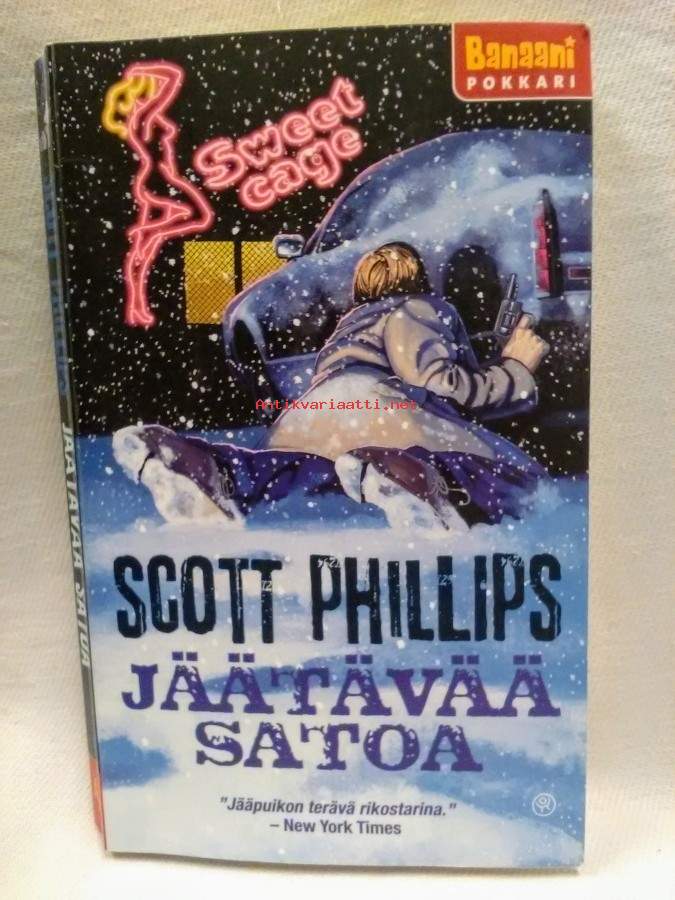 Banaani
POKKARI
Sweet
cage
Antikvariaatti.net
SCOTT PHILLIPS
JÄÄTÄVÄÄ
SATOA
"Jääpuikon terävä rikostarina."
– New York Times
JÄÄTÄVÄÄ SATOA